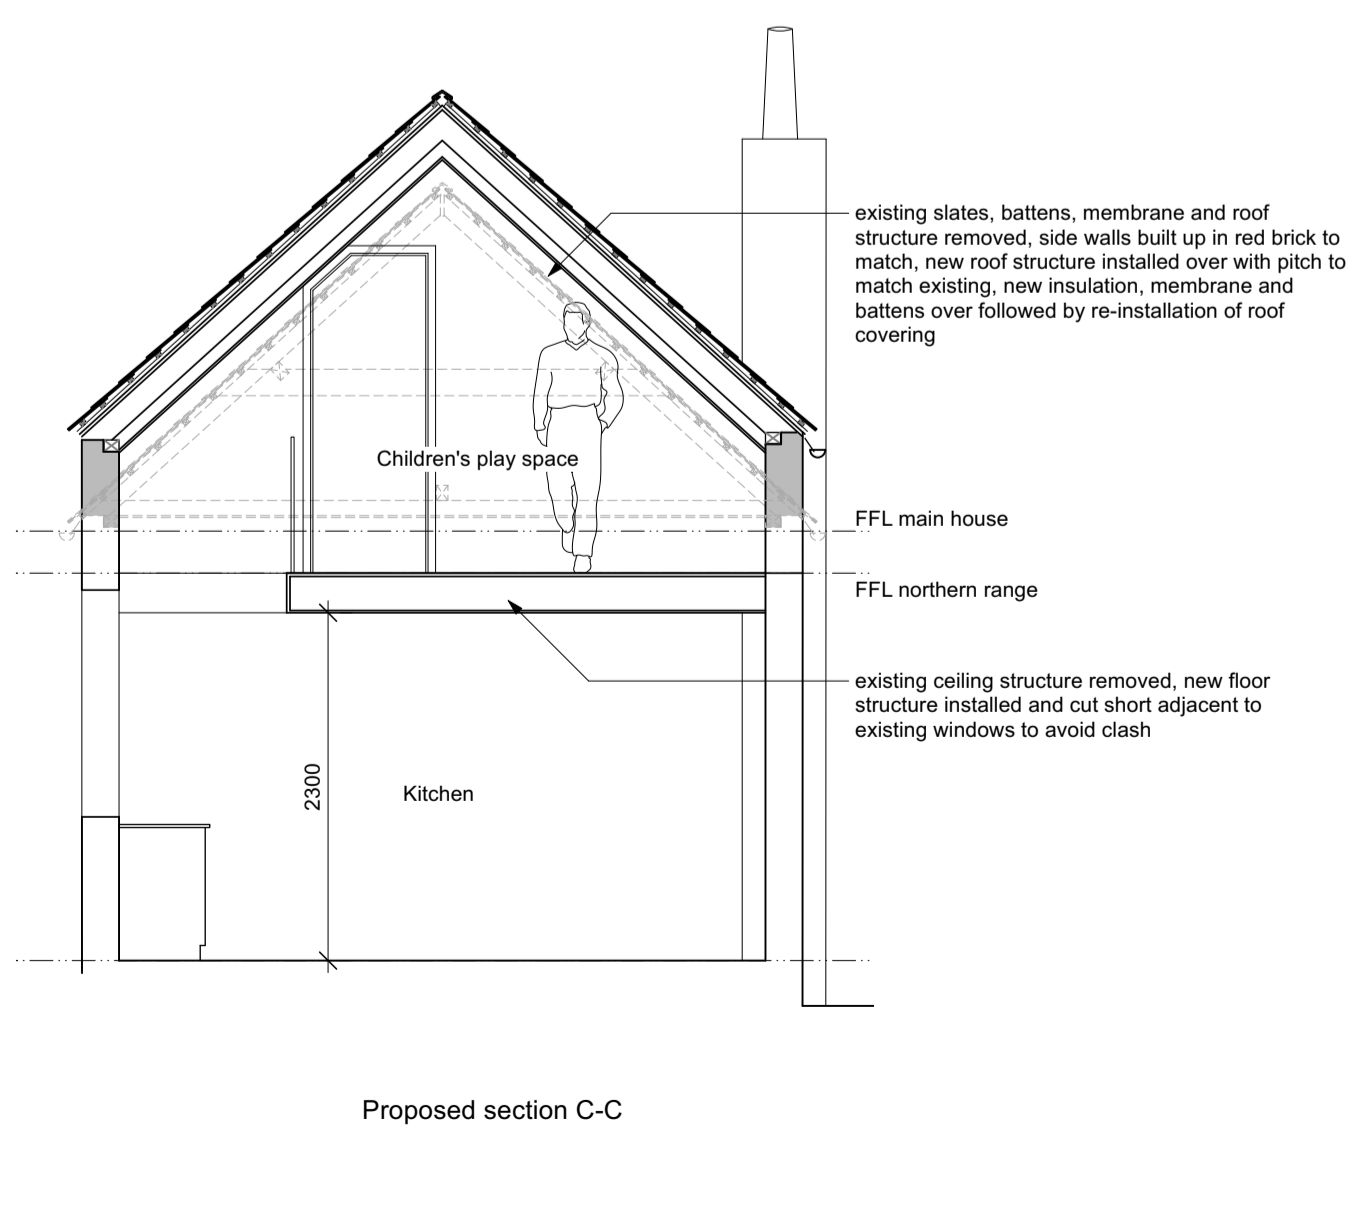 existing slates, battens, membrane and roof
structure removed, side walls built up in red brick to
match, new roof structure installed over with pitch to
match existing, new insulation, membrane and
battens over followed by re-installation of roof
covering
Children's play space
FFL main house
FFL northern range
existing ceiling structure removed, new floor
structure installed and cut short adjacent to
existing windows to avoid clash
2300
Kitchen
Proposed section C-C